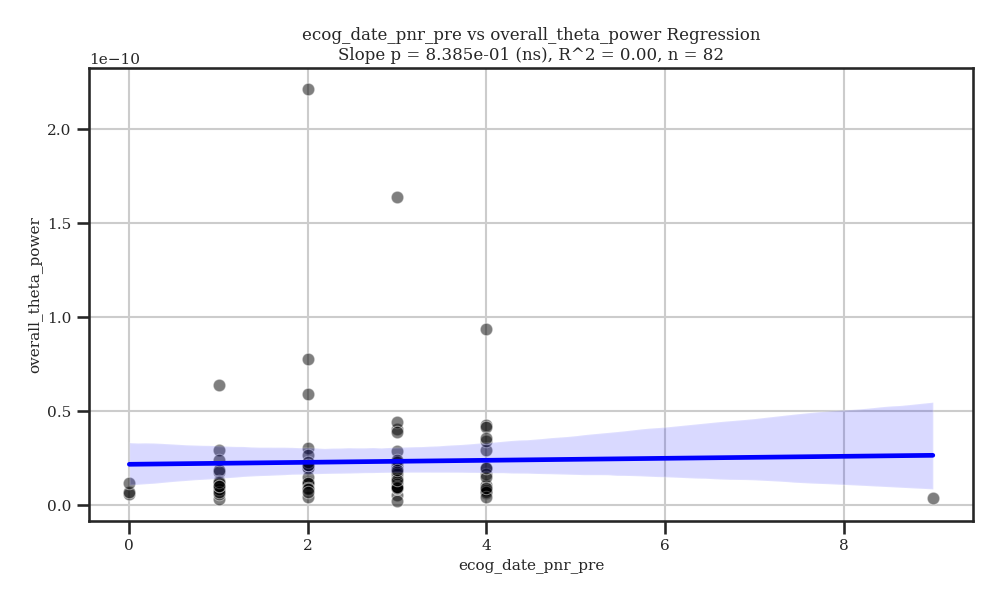 ecog_date_pnr_pre vs overall_theta_power Regression
Slope p = 8.385e-01 (ns), R^2 = 0.00, n = 82
1e−10
2.0
1.5
1.0
0.5
0.0
overall_theta_power
0 2 4 6 8
ecog_date_pnr_pre